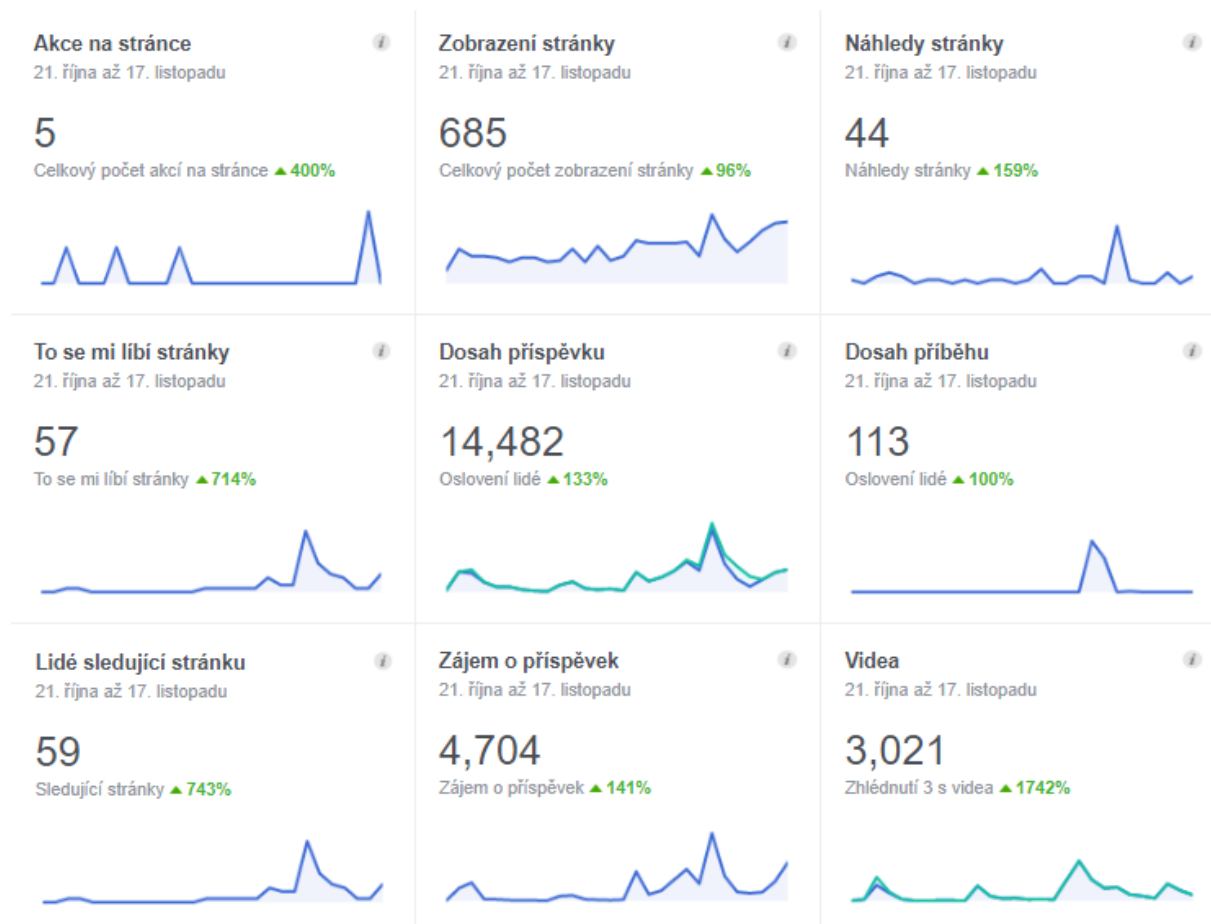 Akce na stránce
21. října až 17. listopadu
5
Celkový počet akcí na stránce ▲ 400%
Zobrazení stránky
21. října až 17. listopadu
685
Celkový počet zobrazení stránky ▲ 96%
Náhledy stránky
21. října až 17. listopadu
44
Náhledy stránky ▲ 159%
To se mi líbí stránky
21. října až 17. listopadu
57
To se mi líbí stránky ▲ 714%
Dosah příspěvku
21. října až 17. listopadu
14,482
Oslovení lidé ▲ 133%
Dosah příběhu
21. října až 17. listopadu
113
Oslovení lidé ▲ 100%
Lidé sledující stránku
21. října až 17. listopadu
59
Sledující stránky ▲ 743%
Zájem o příspěvek
21. října až 17. listopadu
4,704
Zájem o příspěvek ▲ 141%
Videa
21. října až 17. listopadu
3,021
Zhlédnutí 3 s videa ▲ 1742%